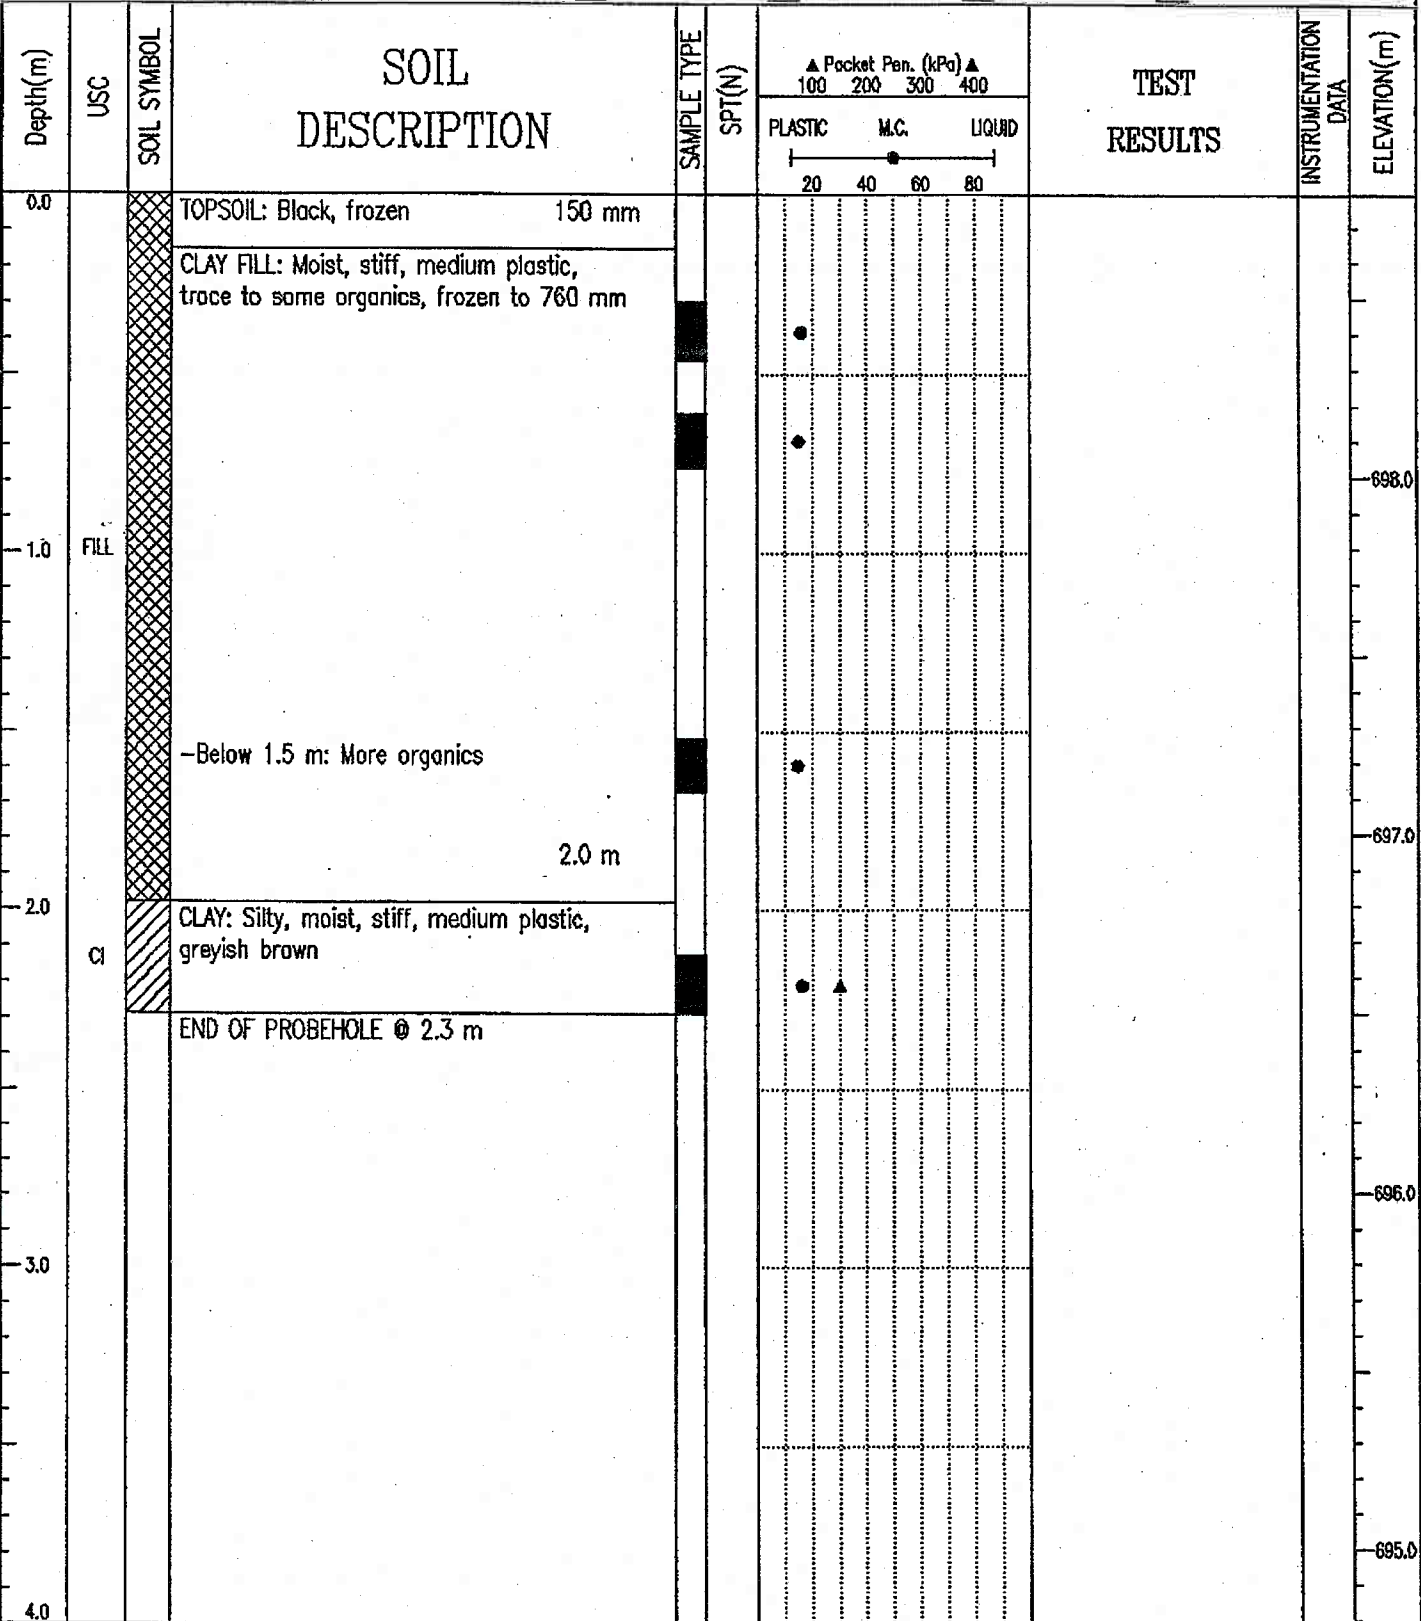 Depth(m)
USC
SOIL SYMBOL
SOIL
DESCRIPTION
SAMPLE TYPE
SPT(N)
▲ Pocket Pen. (kPa) ▲
100 200 300 400
PLASTIC M.C. LIQUID
20 40 60 80
TEST
RESULTS
INSTRUMENTATION
DATA
ELEVATION(m)
0.0
TOPSOIL: Black, frozen 150 mm
CLAY FILL: Moist, stiff, medium plastic,
trace to some organics, frozen to 760 mm
698.0
1.0
FILL
-Below 1.5 m: More organics
697.0
2.0 m
2.0
CLAY: Silty, moist, stiff, medium plastic,
greyish brown
CI
END OF PROBEHOLE @ 2.3 m
696.0
3.0
695.0
4.0